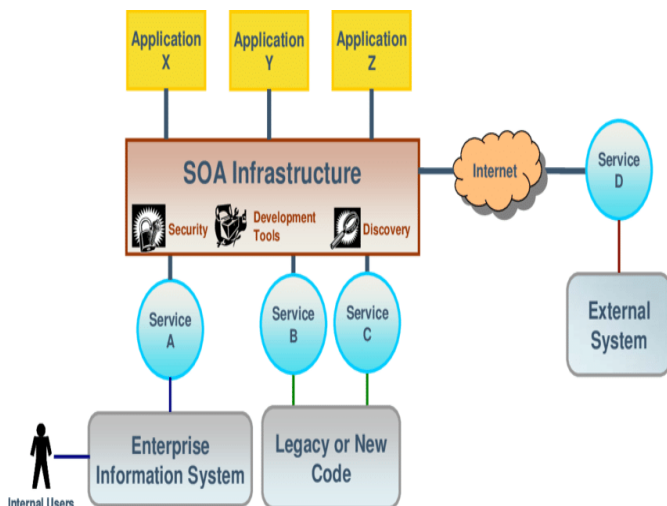 Application
X
Application
Y
Application
Z
SOA Infrastructure
Security
Development
Tools
Discovery
Internet
Service
D
Service
A
Service
B
Service
C
External
System
Enterprise
Information System
Legacy or New
Code
Internal Users